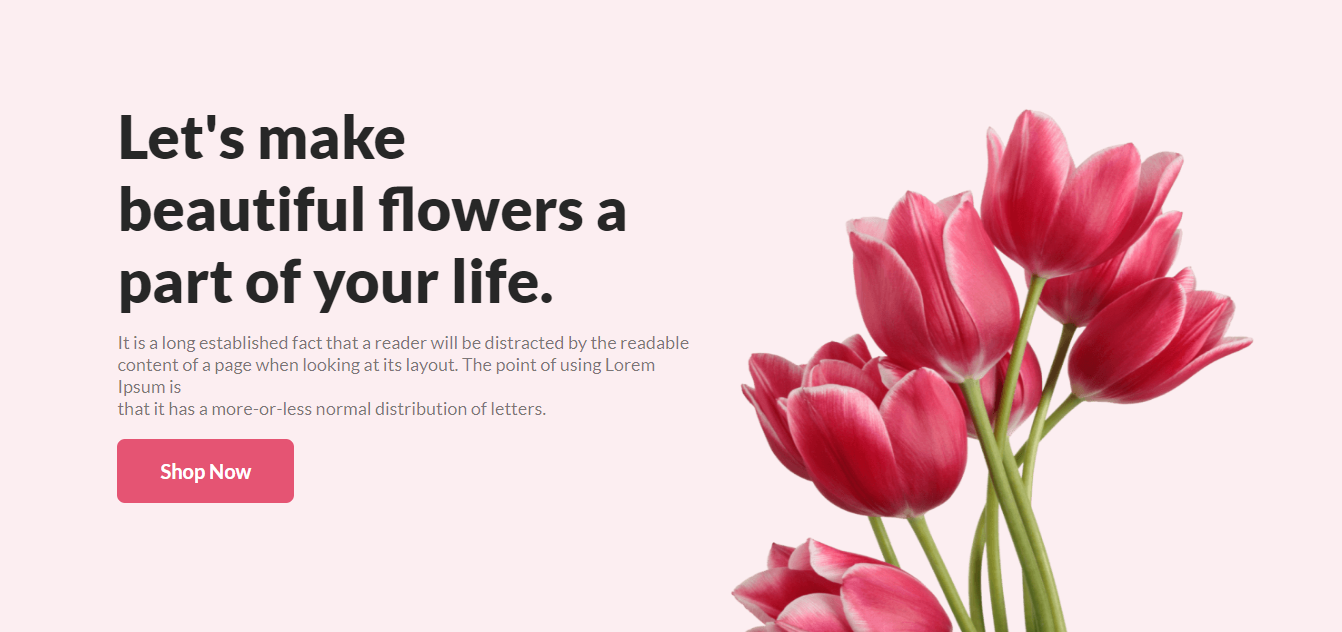 Let's make
beautiful flowers a
part of your life.
It is a long established fact that a reader will be distracted by the readable
content of a page when looking at its layout. The point of using Lorem
Ipsum is
that it has a more-or-less normal distribution of letters.
Shop Now